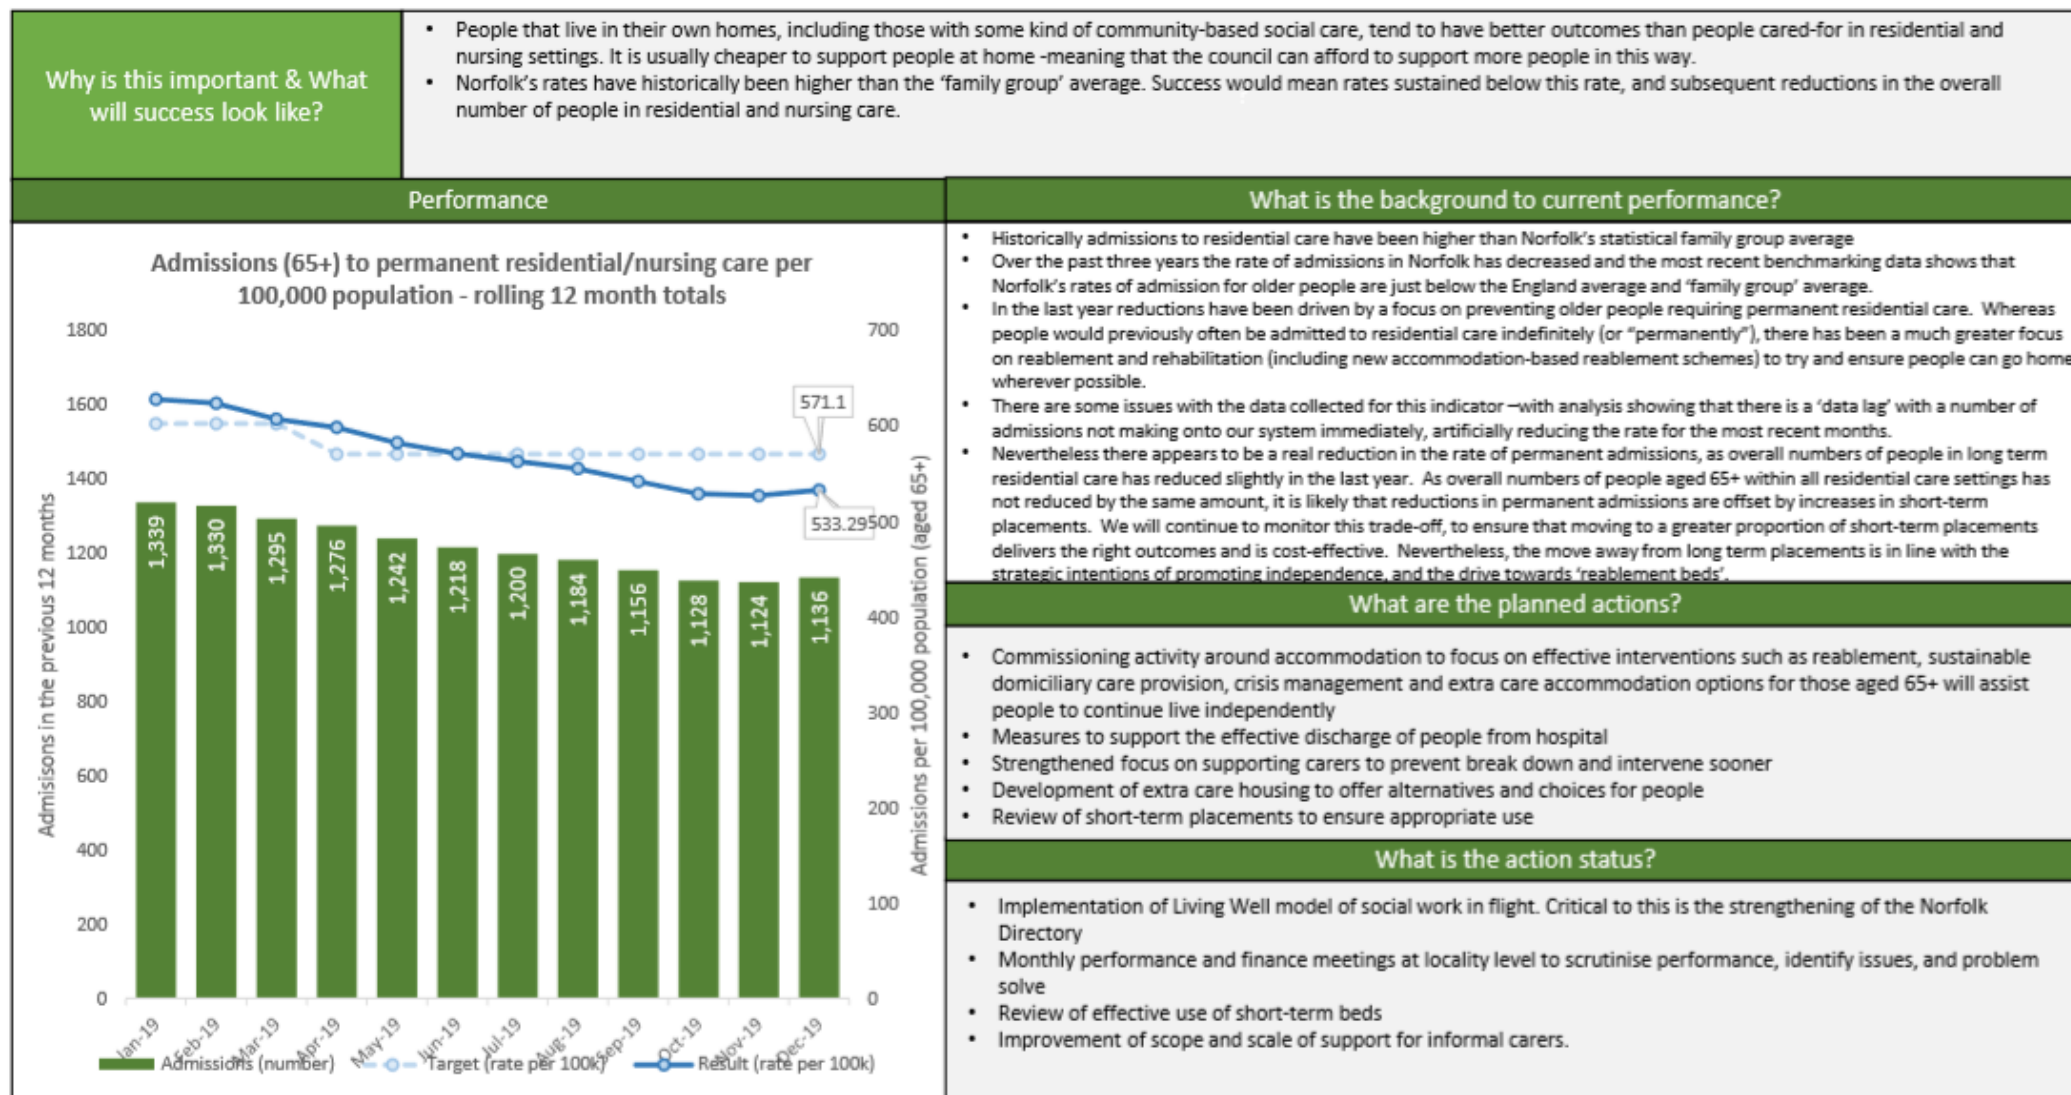 Why is this important & What
will success look like?
• People that live in their own homes, including those with some kind of community-based social care, tend to have better outcomes than people cared-for in residential and
nursing settings. It is usually cheaper to support people at home -meaning that the council can afford to support more people in this way.
• Norfolk's rates have historically been higher than the 'family group' average. Success would mean rates sustained below this rate, and subsequent reductions in the overall
number of people in residential and nursing care.
Performance
Admissions (65+) to permanent residential/nursing care per
100,000 population - rolling 12 month totals
Admisisons in the previous 12 months
1800
1600
1400
1200
1000
800
600
400
200
0
700
600
500
400
300
200
100
0
Admissions per 100,000 population (aged 65+)
571.1
533.29
1,339
1,330
1,295
1,276
1,242
1,218
1,200
1,184
1,156
1,128
1,124
1,136
Jan-19
Feb-19
Mar-19
Apr-19
May-19
Jun-19
Jul-19
Aug-19
Sep-19
Oct-19
Nov-19
Dec-19
Admissions (number)
Target (rate per 100k)
Result (rate per 100k)
What is the background to current performance?
• Historically admissions to residential care have been higher than Norfolk's statistical family group average
• Over the past three years the rate of admissions in Norfolk has decreased and the most recent benchmarking data shows that
Norfolk's rates of admission for older people are just below the England average and 'family group' average.
• In the last year reductions have been driven by a focus on preventing older people requiring permanent residential care. Whereas
people would previously often be admitted to residential care indefinitely (or "permanently"), there has been a much greater focus
on reablement and rehabilitation (including new accommodation-based reablement schemes) to try and ensure people can go home
wherever possible.
• There are some issues with the data collected for this indicator –with analysis showing that there is a 'data lag' with a number of
admissions not making onto our system immediately, artificially reducing the rate for the most recent months.
• Nevertheless there appears to be a real reduction in the rate of permanent admissions, as overall numbers of people in long term
residential care has reduced slightly in the last year. As overall numbers of people aged 65+ within all residential care settings has
not reduced by the same amount, it is likely that reductions in permanent admissions are offset by increases in short-term
placements. We will continue to monitor this trade-off, to ensure that moving to a greater proportion of short-term placements
delivers the right outcomes and is cost-effective. Nevertheless, the move away from long term placements is in line with the
strategic intentions of promoting independence, and the drive towards 'reablement beds'.
What are the planned actions?
• Commissioning activity around accommodation to focus on effective interventions such as reablement, sustainable
domiciliary care provision, crisis management and extra care accommodation options for those aged 65+ will assist
people to continue live independently
• Measures to support the effective discharge of people from hospital
• Strengthened focus on supporting carers to prevent break down and intervene sooner
• Development of extra care housing to offer alternatives and choices for people
• Review of short-term placements to ensure appropriate use
What is the action status?
• Implementation of Living Well model of social work in flight. Critical to this is the strengthening of the Norfolk
Directory
• Monthly performance and finance meetings at locality level to scrutinise performance, identify issues, and problem
solve
• Review of effective use of short-term beds
• Improvement of scope and scale of support for informal carers.